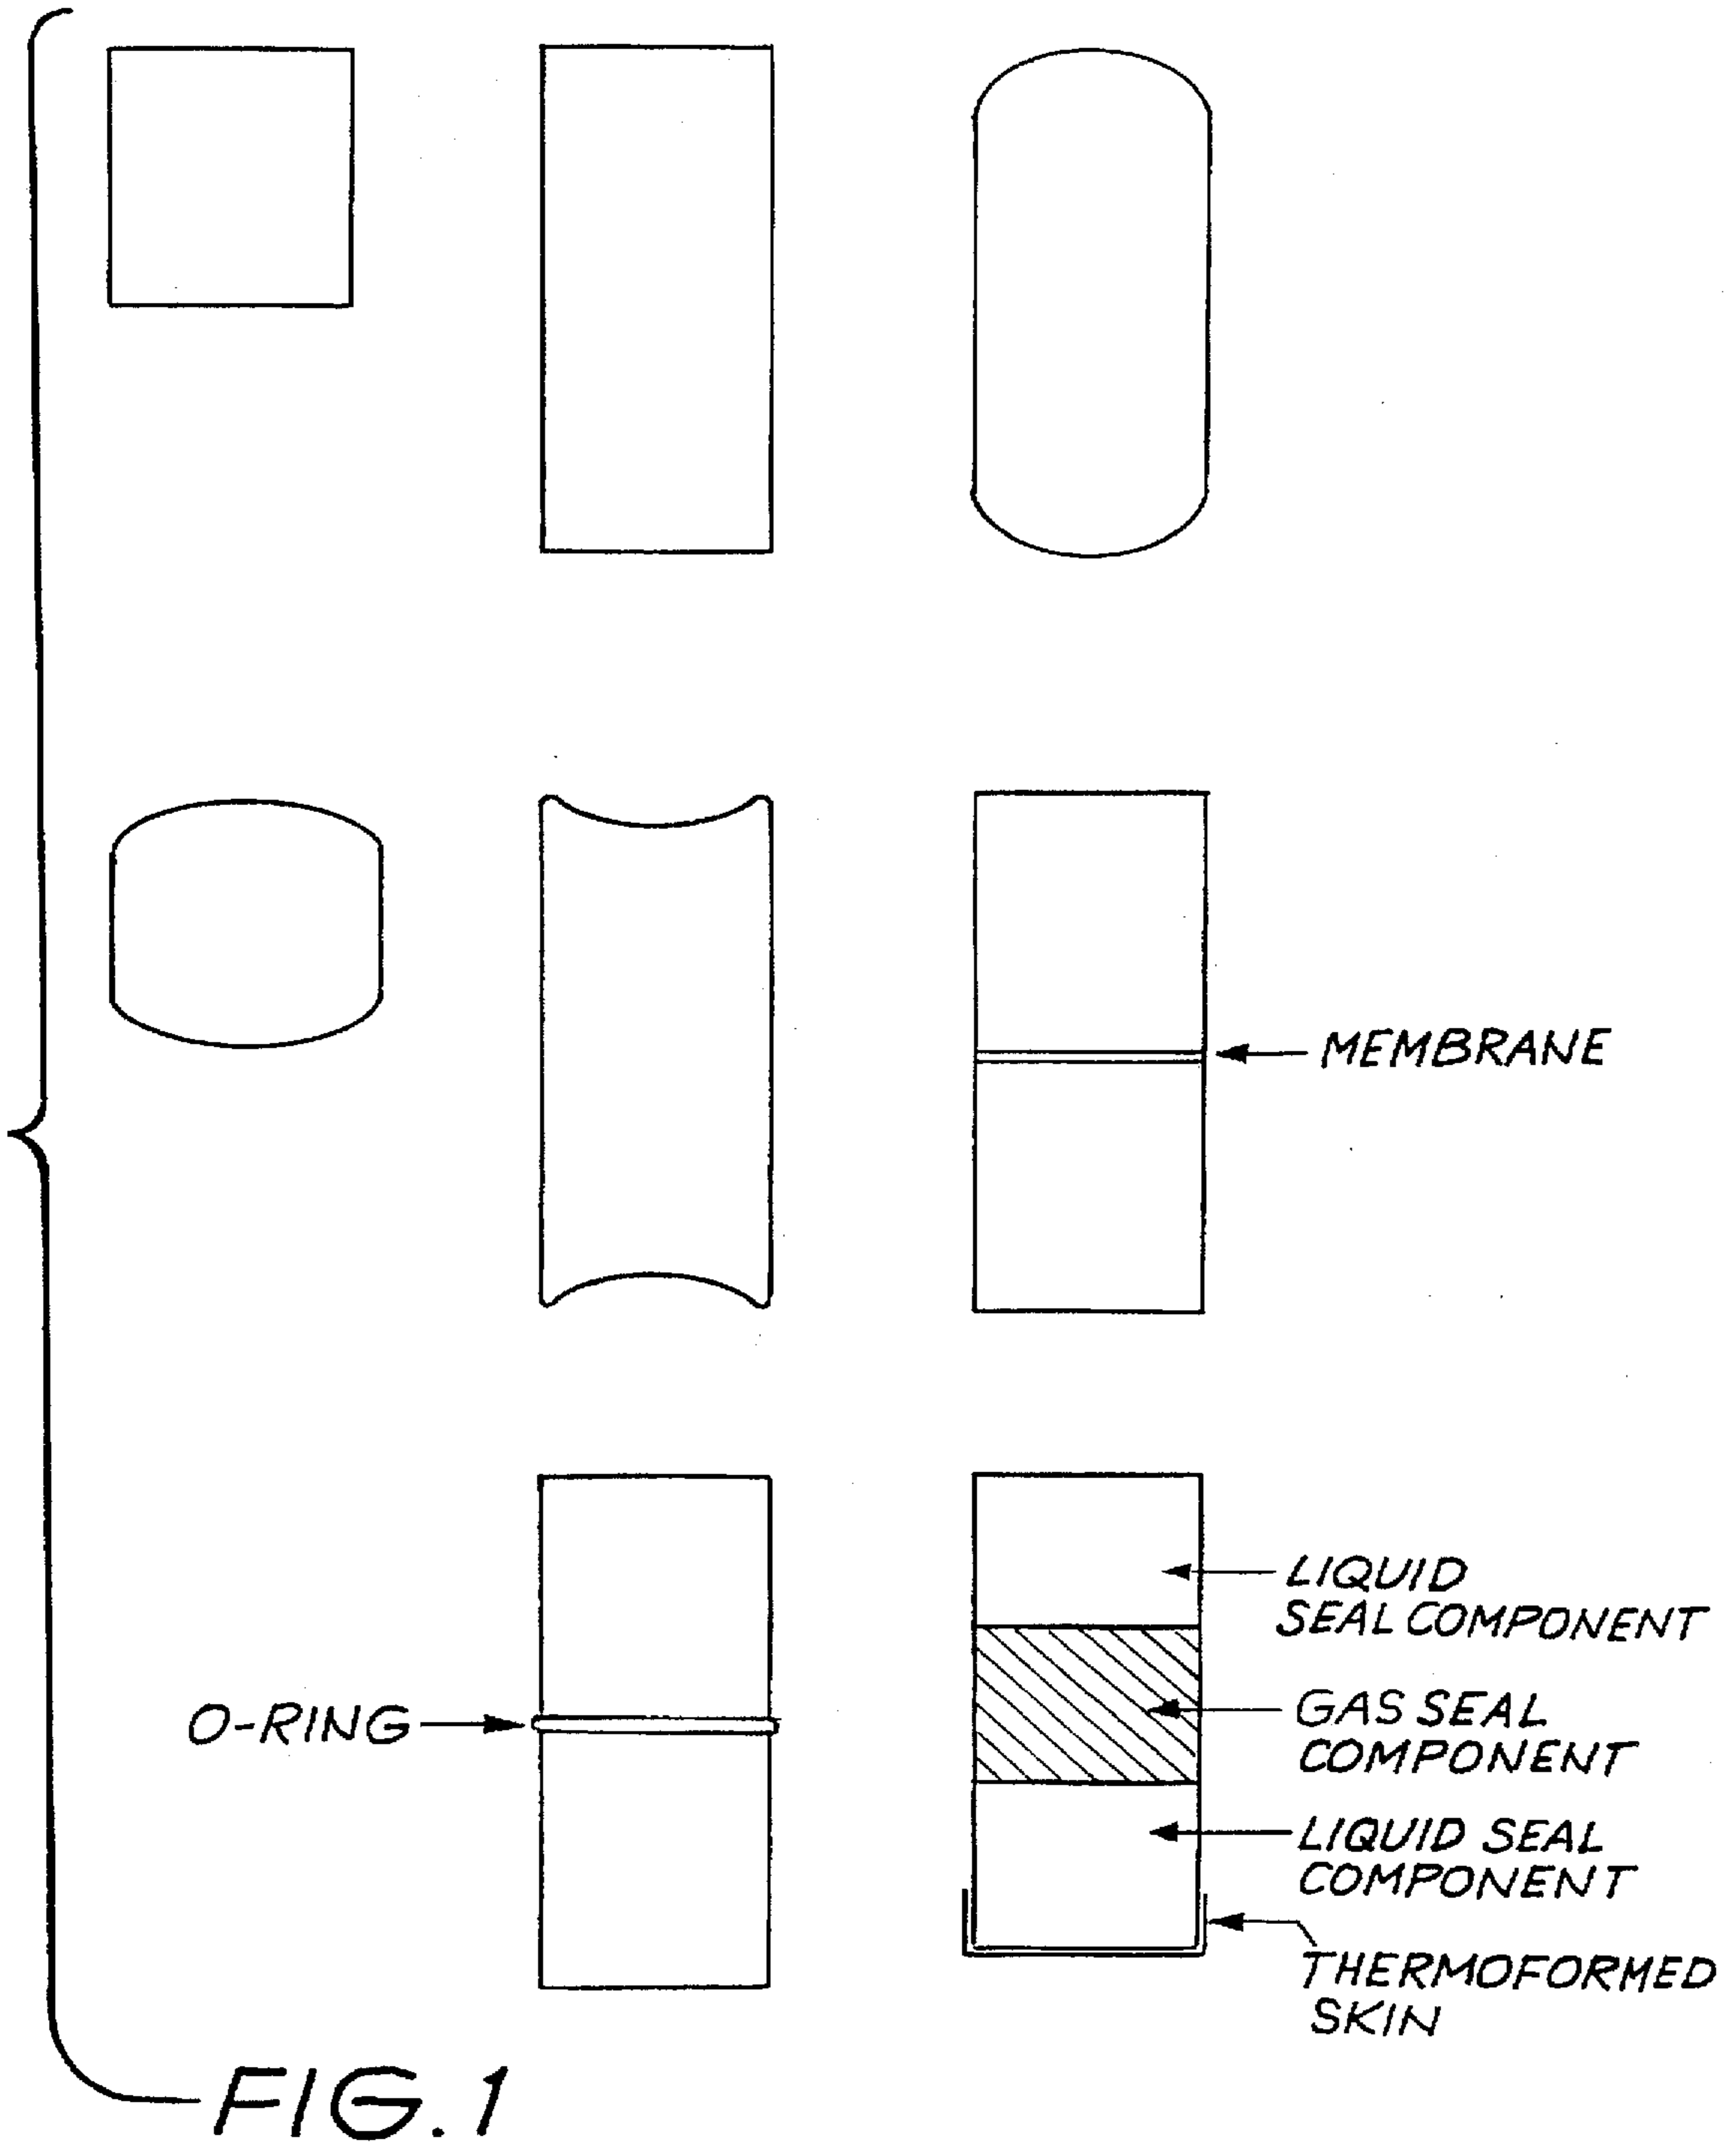 MEMBRANE
LIQUID
SEAL COMPONENT
O-RING
GAS SEAL
COMPONENT
LIQUID SEAL
COMPONENT
THERMOFORMED
SKIN
FIG. 1